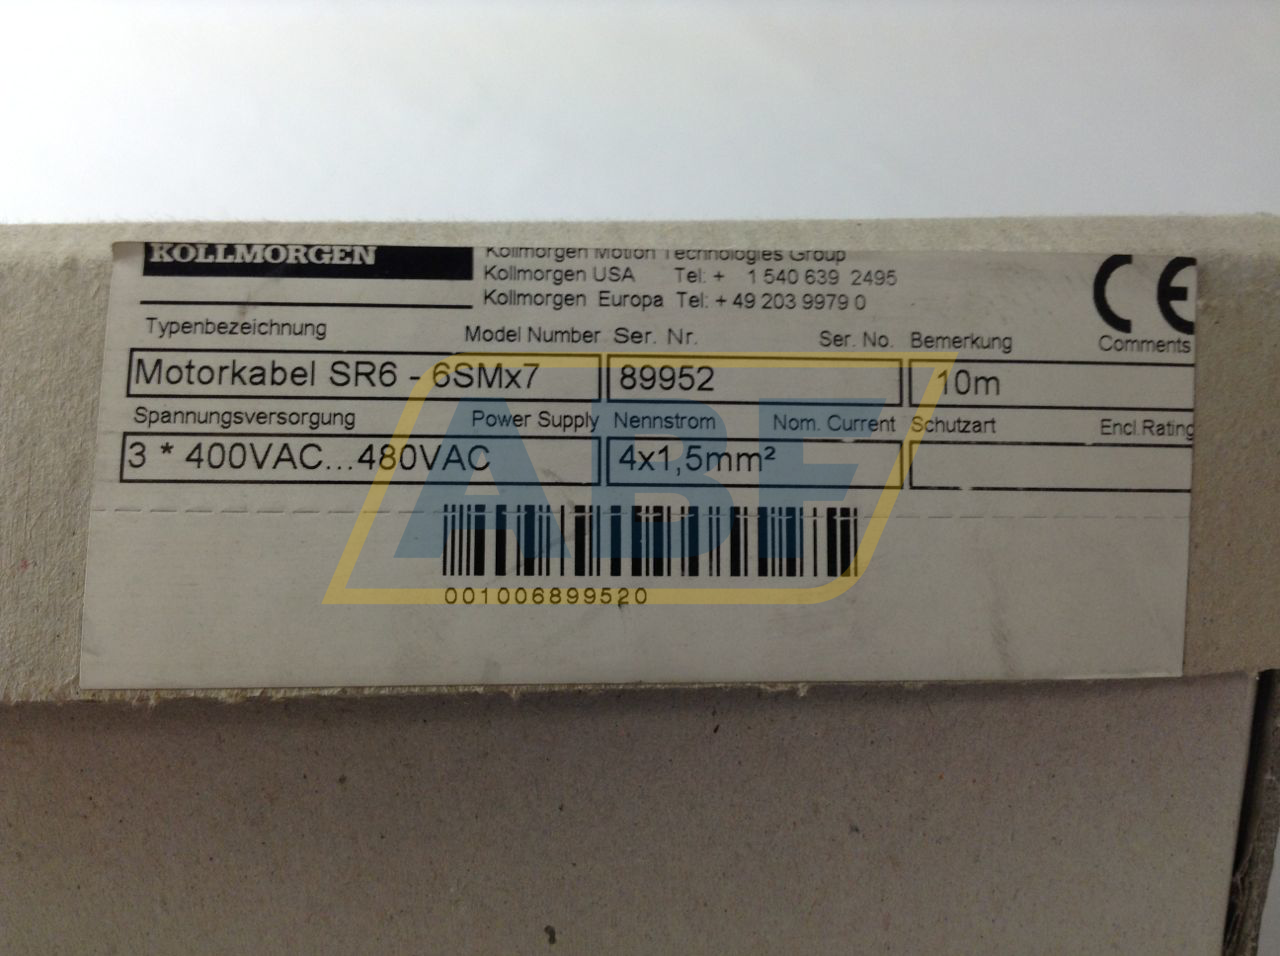 KOLLMORGEN
Kollmorgen Motion Technologies Group
Kollmorgen USA Tel: + 1 540 639 2495
Kollmorgen Europa Tel: + 49 203 9979 0
CE
Typenbezeichnung Model Number Ser. Nr. Ser. No. Bemerkung Comments
Motorkabel SR6 - 6SMx7 89952 10m
Spannungsversorgung Power Supply Nennstrom Nom. Current Schutzart Encl.Rating
3 * 400VAC...480VAC 4x1,5mm²
ABF
001006899520